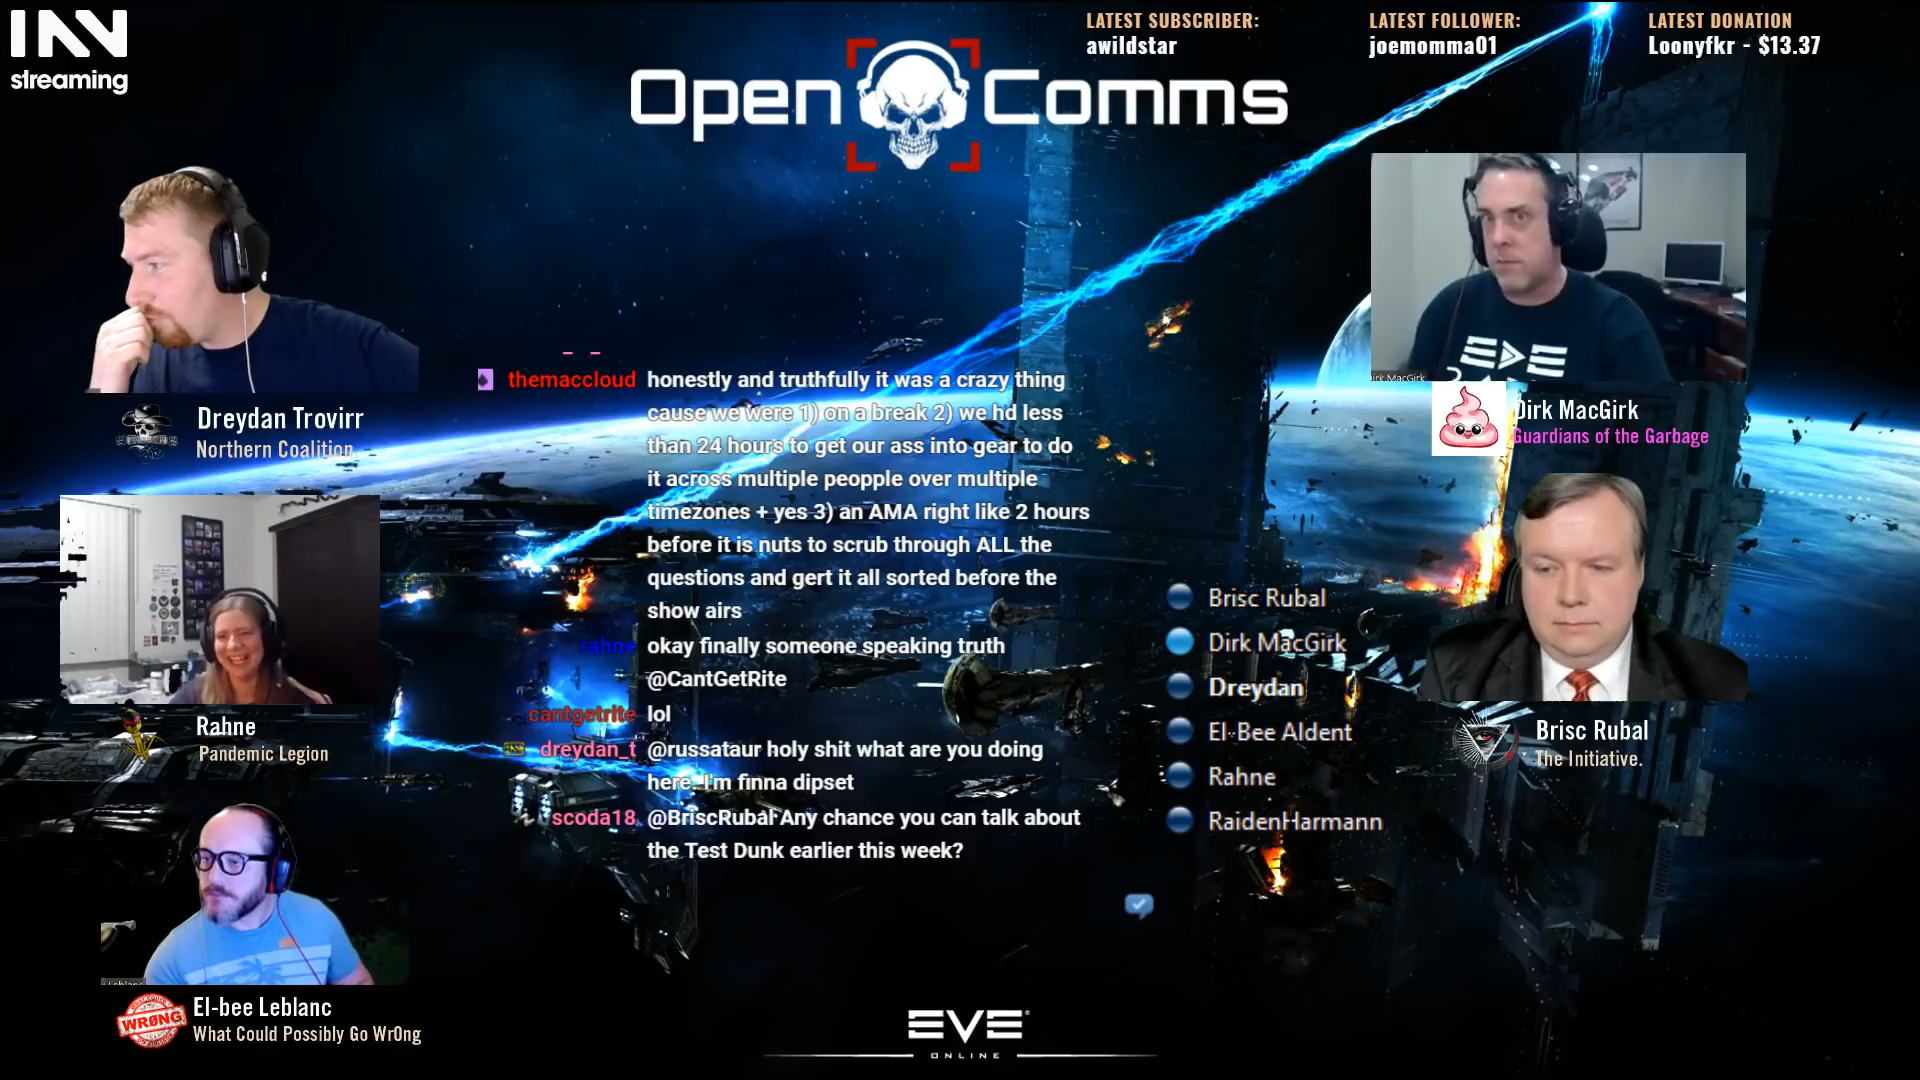 INN
streaming
Open Comms
LATEST SUBSCRIBER:
awildstar
LATEST FOLLOWER:
joemomma01
LATEST DONATION
Loonyfkr - $13.37
Dreydan Trovirr
Northern Coalition
Rahne
Pandemic Legion
WRØNG
El-bee Leblanc
What Could Possibly Go Wr0ng
themaccloud honestly and truthfully it was a crazy thing
cause we were 1) on a break 2) we hd less
than 24 hours to get our ass into gear to do
it across multiple peopple over multiple
timezones + yes 3) an AMA right like 2 hours
before it is nuts to scrub through ALL the
questions and gert it all sorted before the
show airs
rahne okay finally someone speaking truth
@CantGetRite
cantgetrite lol
dreydan_t @russataur holy shit what are you doing
here. I'm finna dipset
scoda18 @BriscRubal Any chance you can talk about
the Test Dunk earlier this week?
Brisc Rubal
Dirk MacGirk
Dreydan
El-Bee Aldent
Rahne
RaidenHarmann
EVE
Dirk MacGirk
Dirk MacGirk
Guardians of the Garbage
Brisc Rubal
The Initiative.
EVE
ONLINE